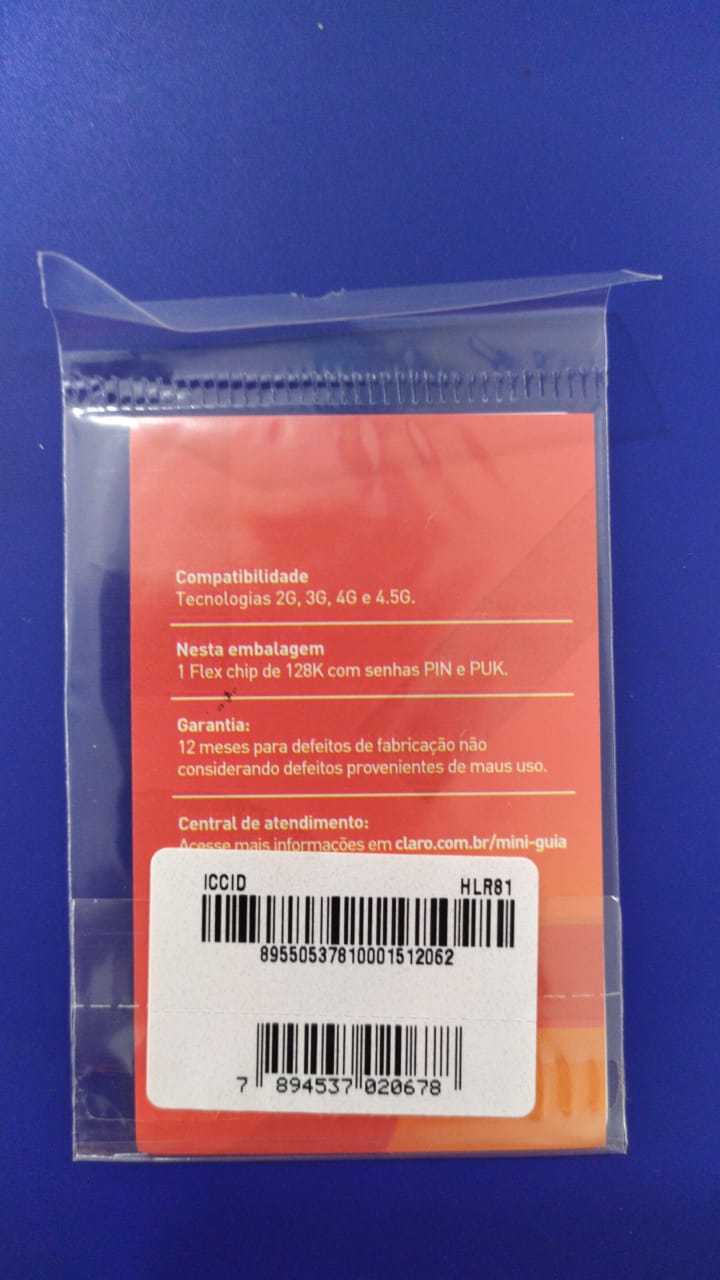 Compatibilidade
Tecnologias 2G, 3G, 4G e 4.5G.
Nesta embalagem
1 Flex chip de 128K com senhas PIN e PUK.
Garantia:
12 meses para defeitos de fabricação não
considerando defeitos provenientes de maus uso.
Central de atendimento:
Acesse mais informações em claro.com.br/mini-guia
ICCID HLR81
89550537810001512062
7 894537 020678